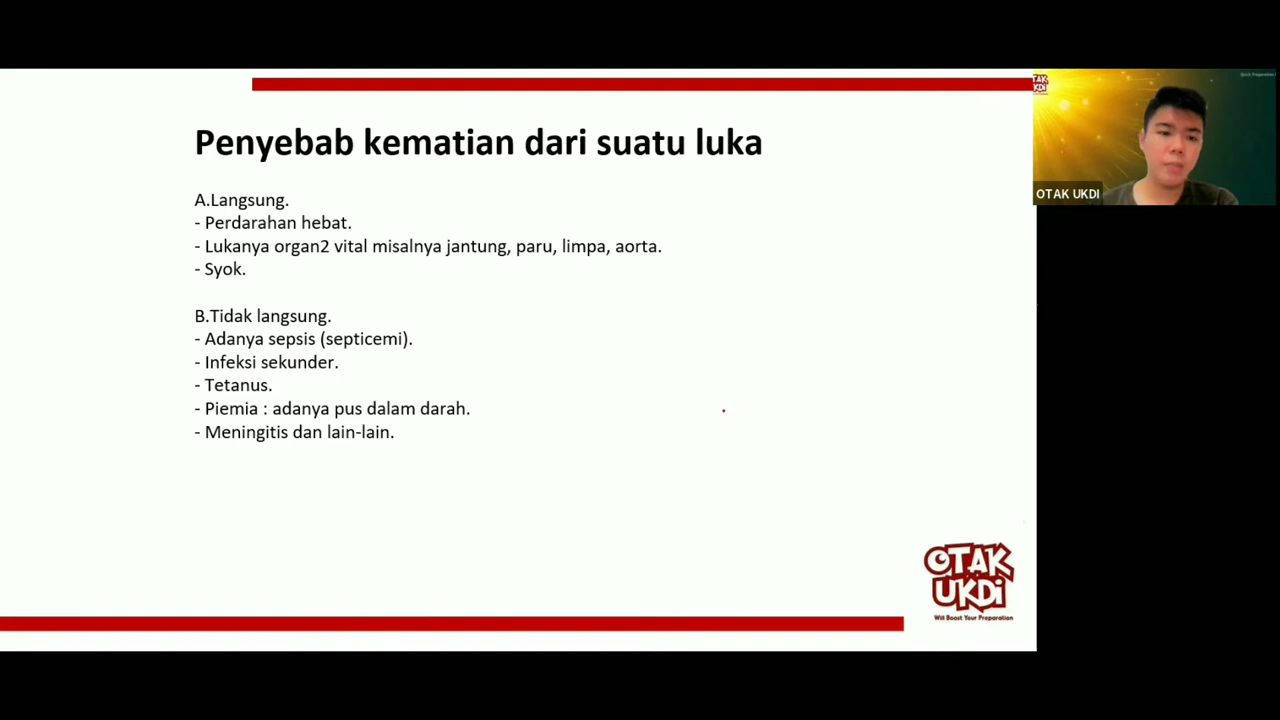 Penyebab kematian dari suatu luka
A.Langsung.
- Perdarahan hebat.
- Lukanya organ2 vital misalnya jantung, paru, limpa, aorta.
- Syok.
B.Tidak langsung.
- Adanya sepsis (septicemi).
- Infeksi sekunder.
- Tetanus.
- Piemia : adanya pus dalam darah.
- Meningitis dan lain-lain.
OTAK UKDI
OTAK
UKDi
Will Boost Your Preparation